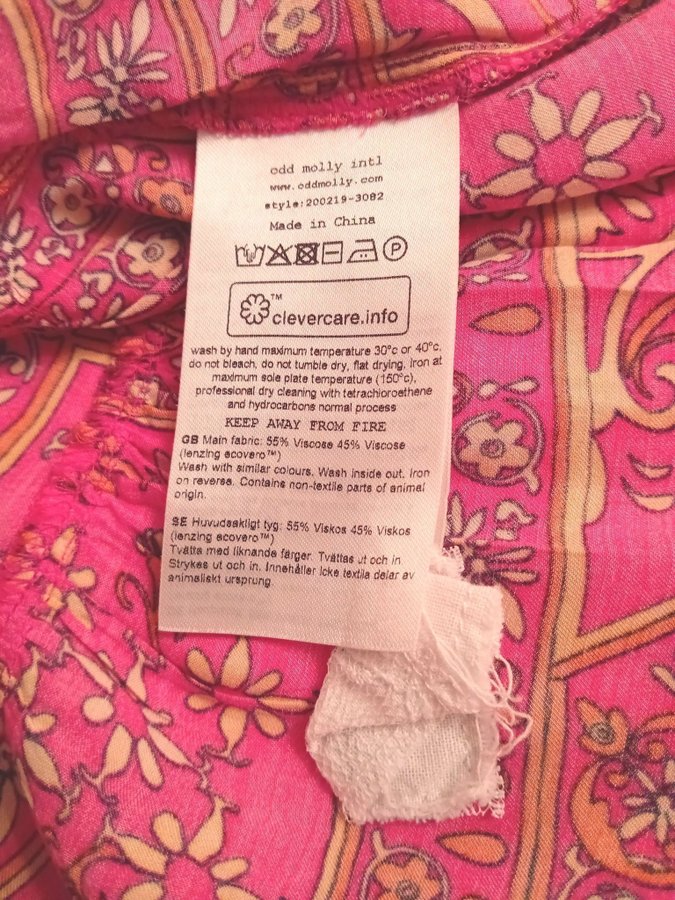 odd molly intl
www.oddmolly.com
style:200219-3082
Made in China
P
™
clevercare.info
wash by hand maximum temperature 30°c or 40°c,
do not bleach, do not tumble dry, flat drying, iron at
maximum sole plate temperature (150°c),
professional dry cleaning with tetrachloroethene
and hydrocarbons normal process
KEEP AWAY FROM FIRE
GB Main fabric: 55% Viscose 45% Viscose
(lenzing ecovero™)
Wash with similar colours. Wash inside out. Iron
on reverse. Contains non-textile parts of animal
origin.
SE Huvudsakligt tyg: 55% Viskos 45% Viskos
(lenzing ecovero™)
Tvätta med liknande färger. Tvättas ut och in
Strykes ut och in. Innehåller icke textila delar av
animaliskt ursprung.